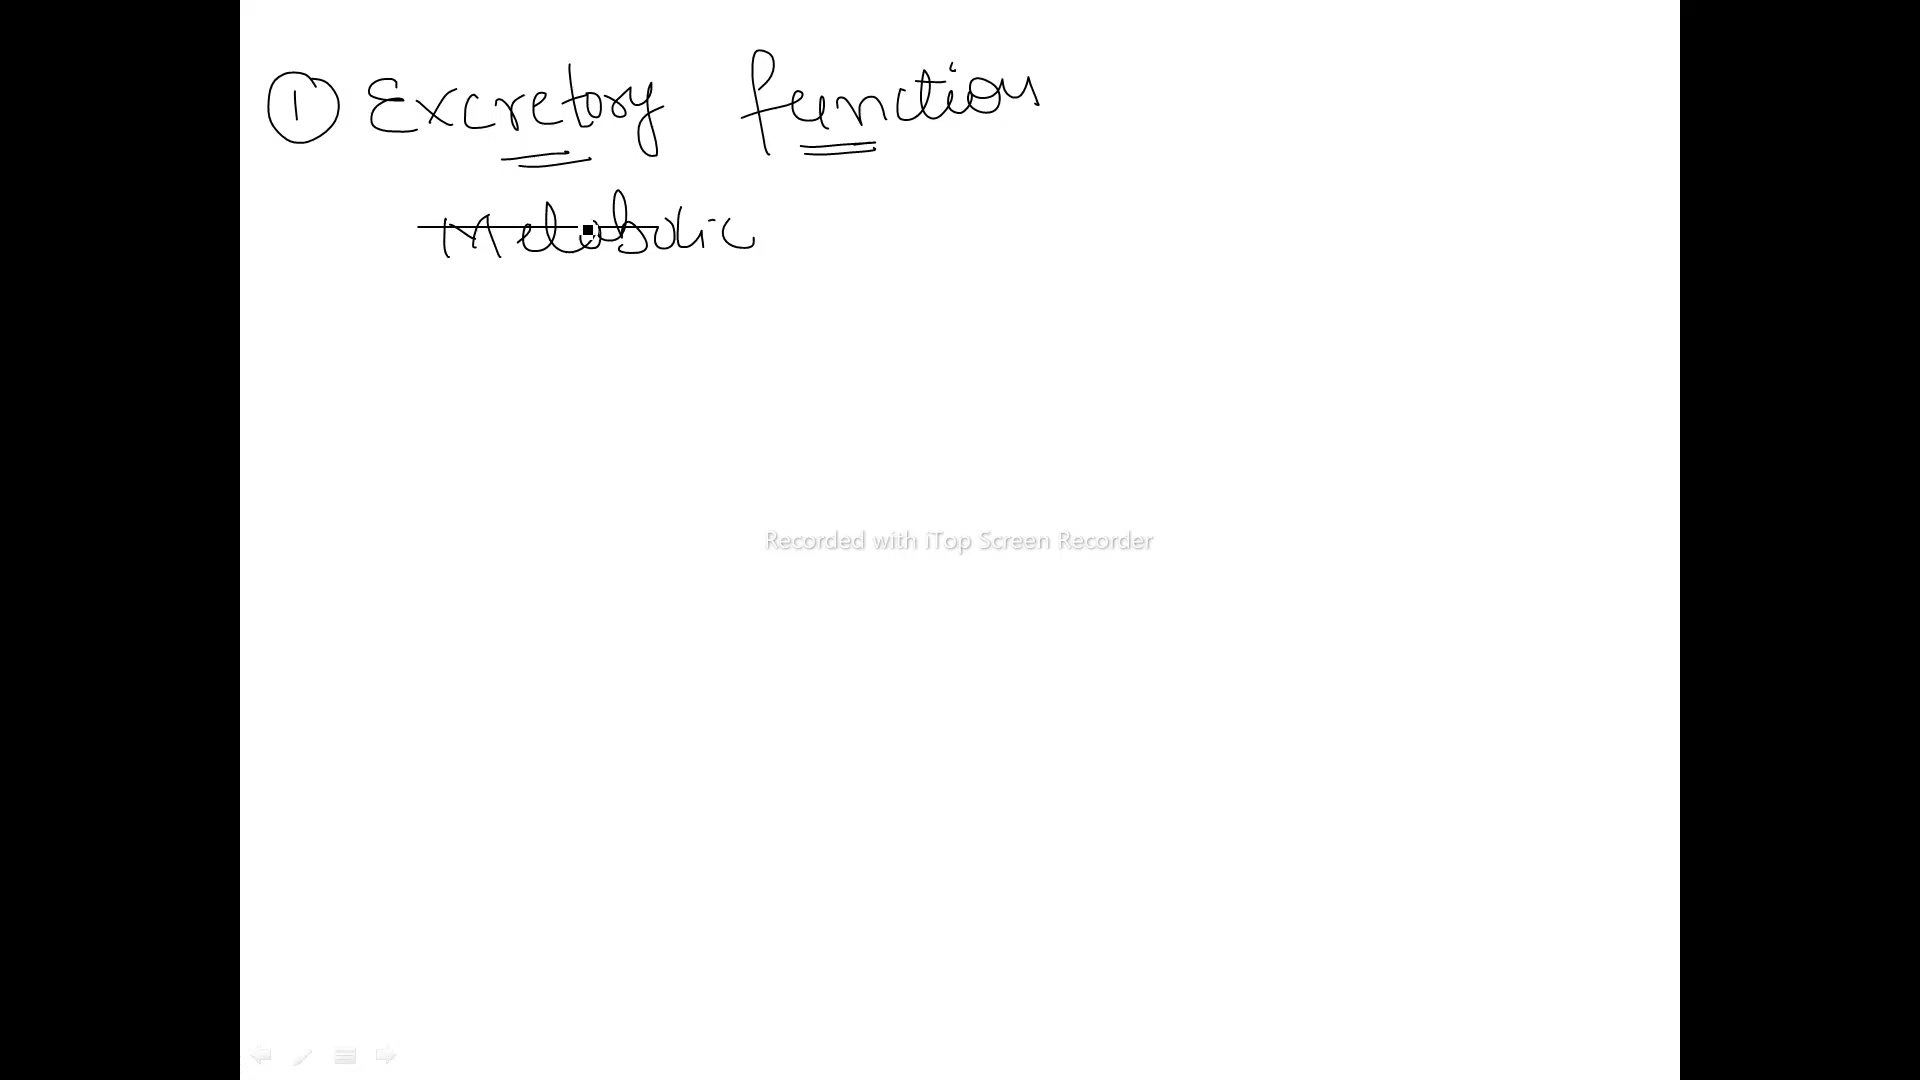 ① Excretory function
Metabolic
Recorded with iTop Screen Recorder